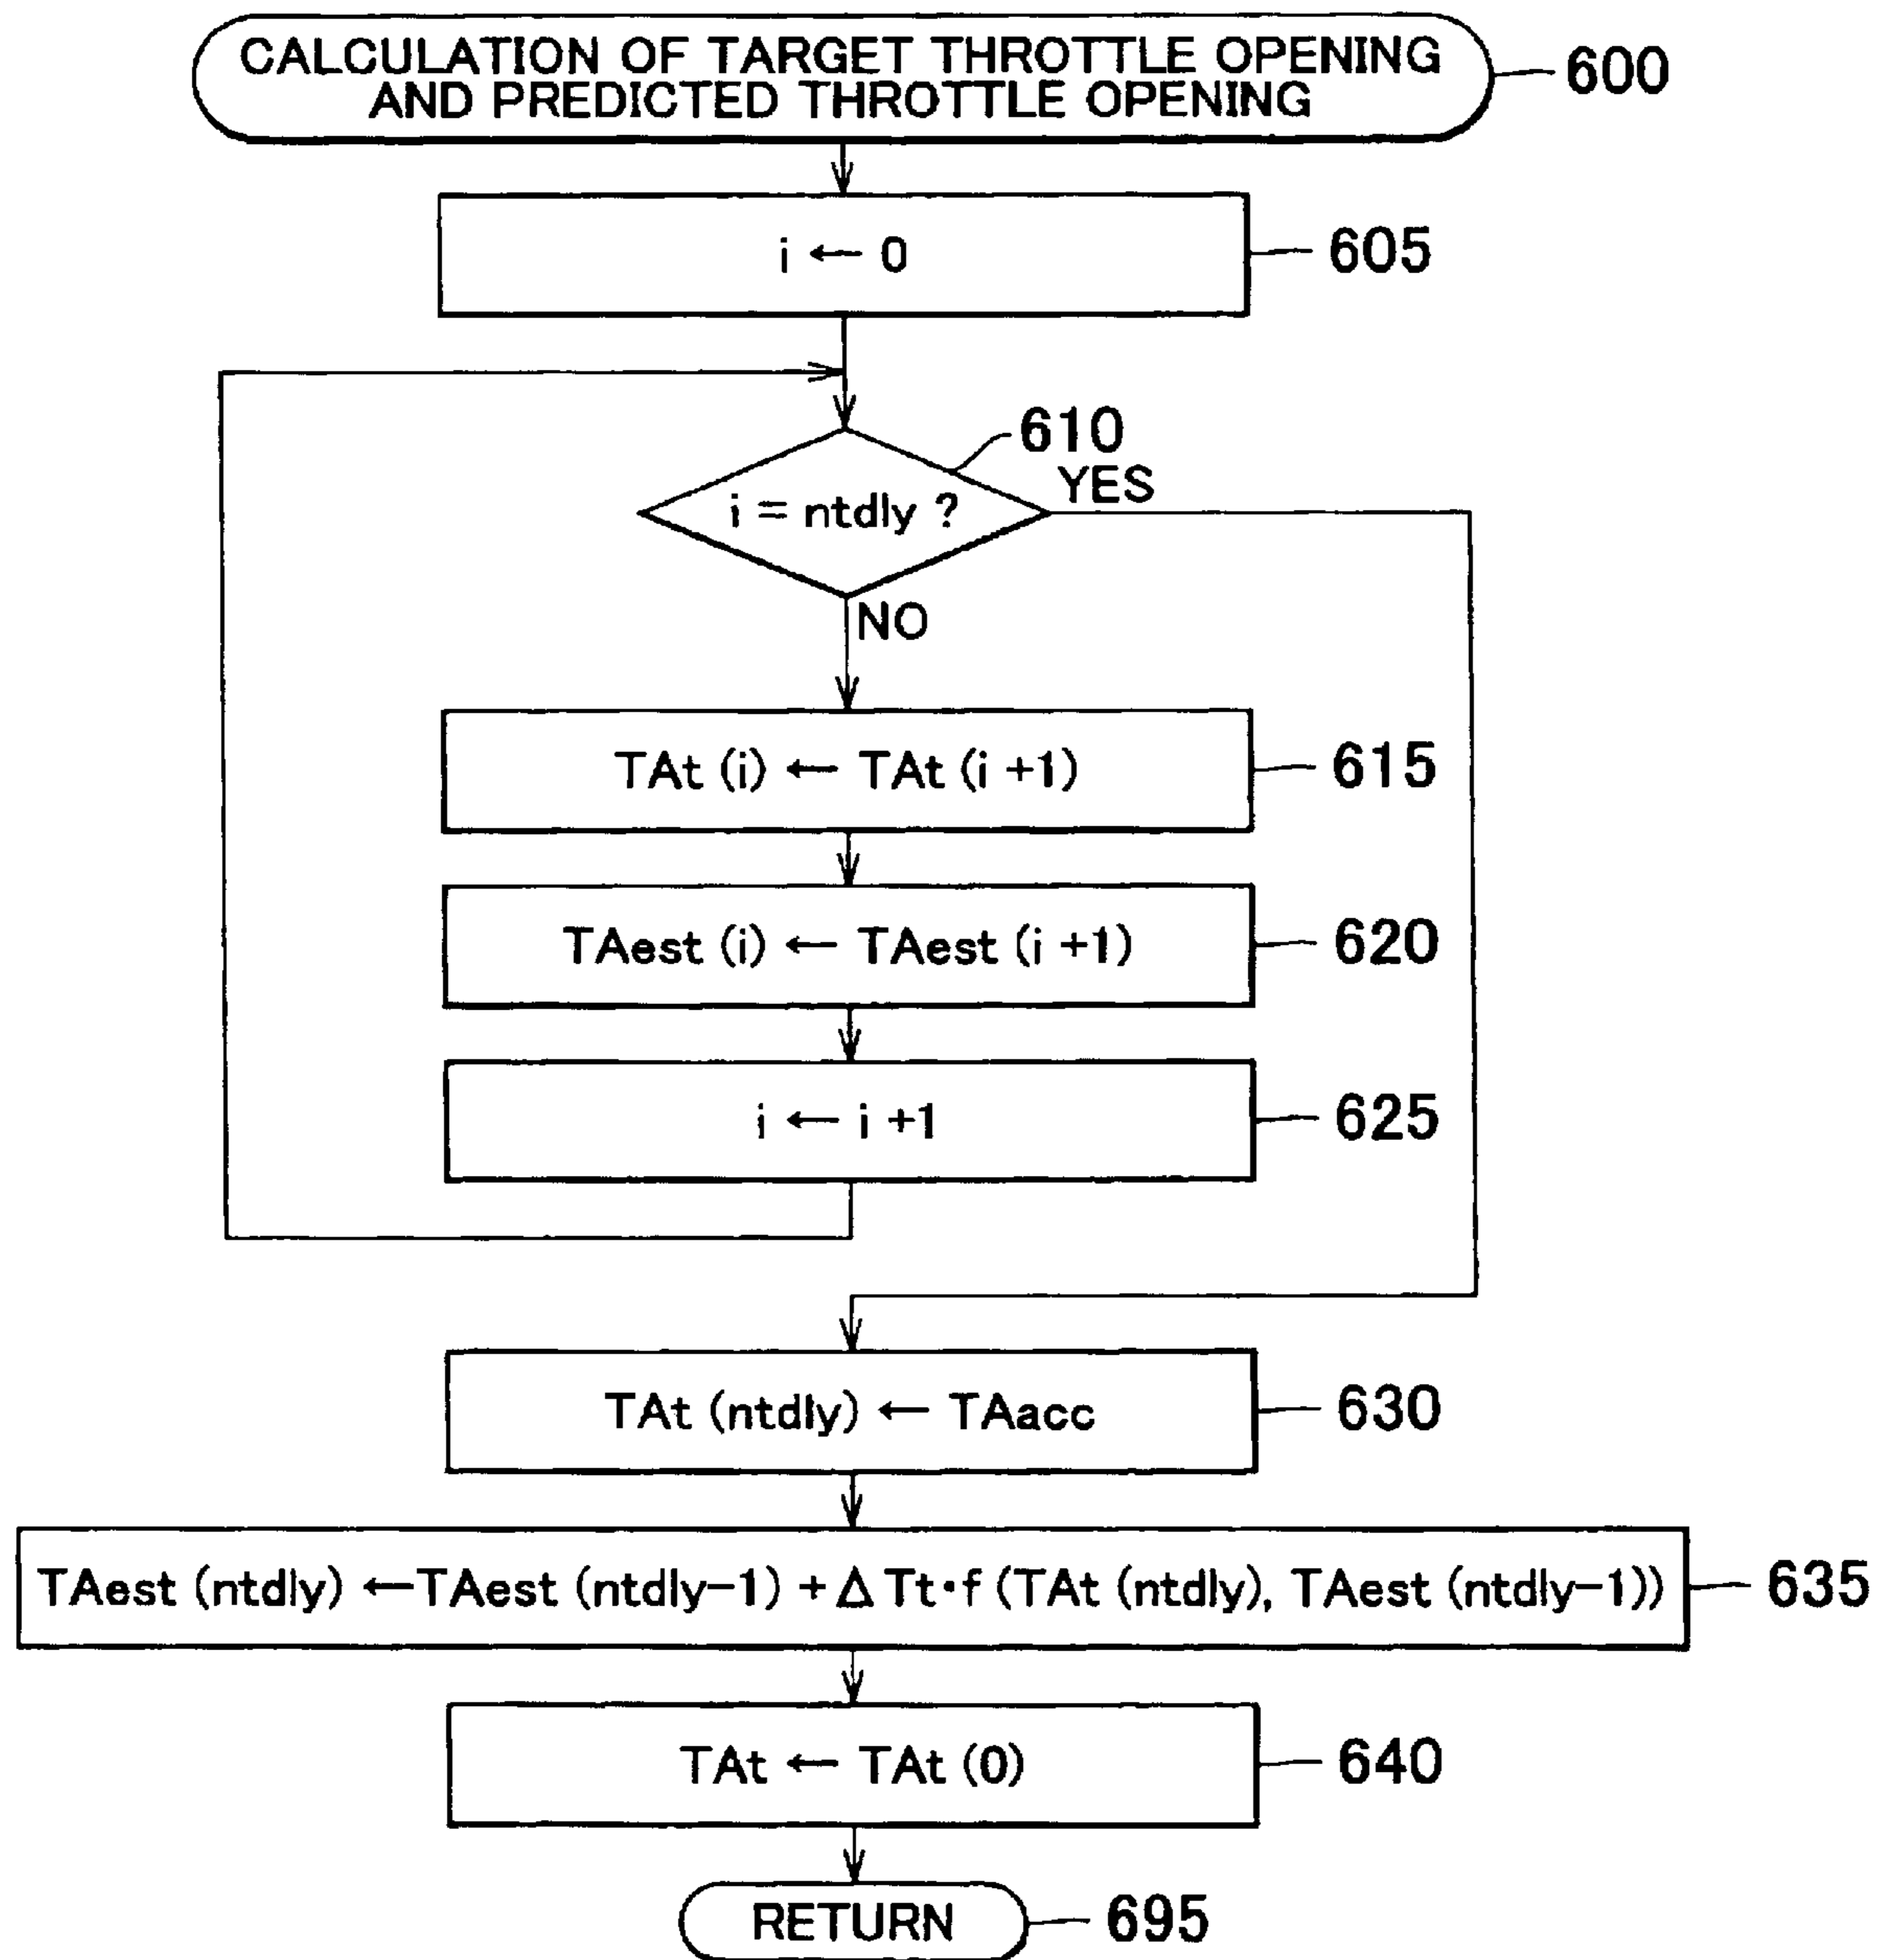 CALCULATION OF TARGET THROTTLE OPENING
AND PREDICTED THROTTLE OPENING
600
i ← 0
605
610
YES
i = ntdly ?
NO
TAt (i) ← TAt (i +1)
615
TAest (i) ← TAest (i +1)
620
i ← i +1
625
TAt (ntdly) ← TAacc
630
TAest (ntdly) ←TAest (ntdly−1) + Δ Tt·f (TAt (ntdly), TAest (ntdly−1))
635
TAt ← TAt (0)
640
RETURN
695